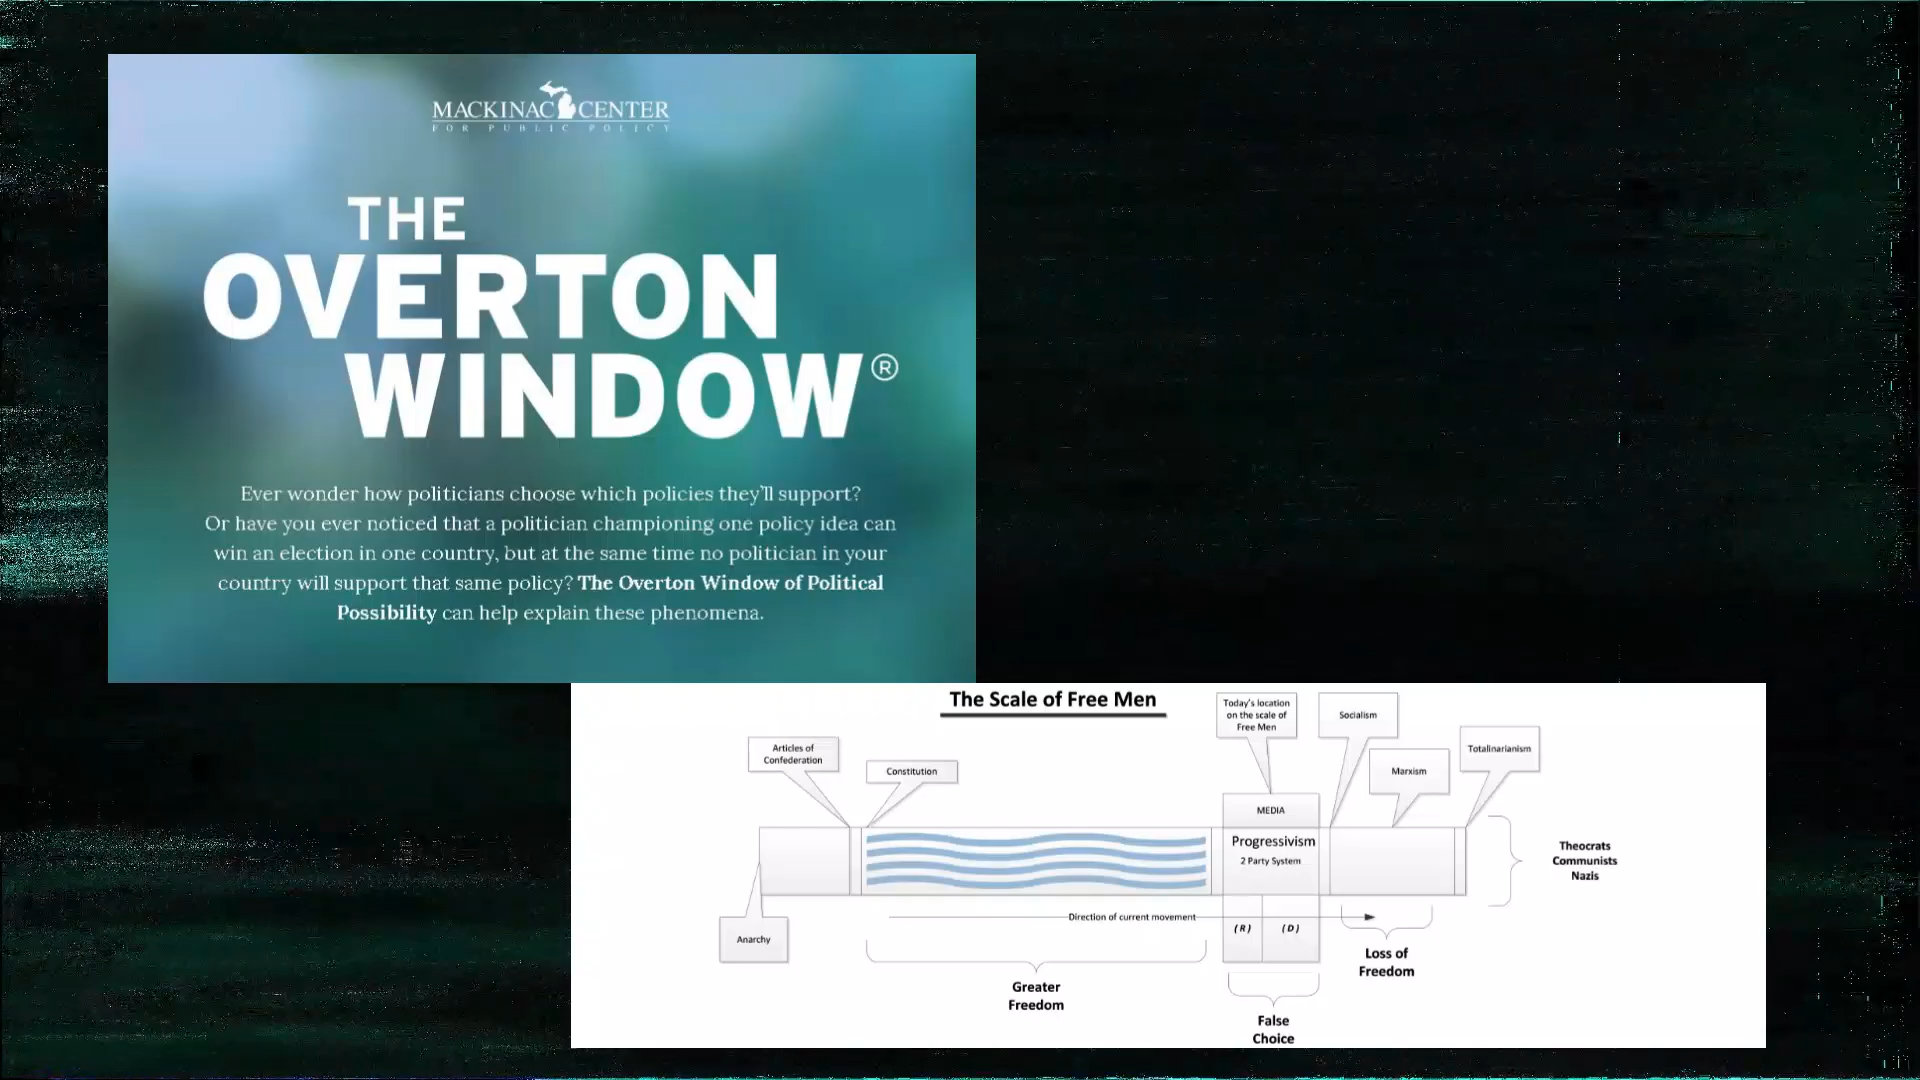 MACKINAC CENTER
FOR PUBLIC POLICY
THE
OVERTON
WINDOW®
Ever wonder how politicians choose which policies they'll support?
Or have you ever noticed that a politician championing one policy idea can
win an election in one country, but at the same time no politician in your
country will support that same policy? The Overton Window of Political
Possibility can help explain these phenomena.
The Scale of Free Men
Articles of
Confederation
Constitution
Today's location
on the scale of
Free Men
Socialism
Marxism
Totalinarianism
MEDIA
Progressivism
2 Party System
Theocrats
Communists
Nazis
Direction of current movement
(R)
(D)
Anarchy
Greater
Freedom
False
Choice
Loss of
Freedom